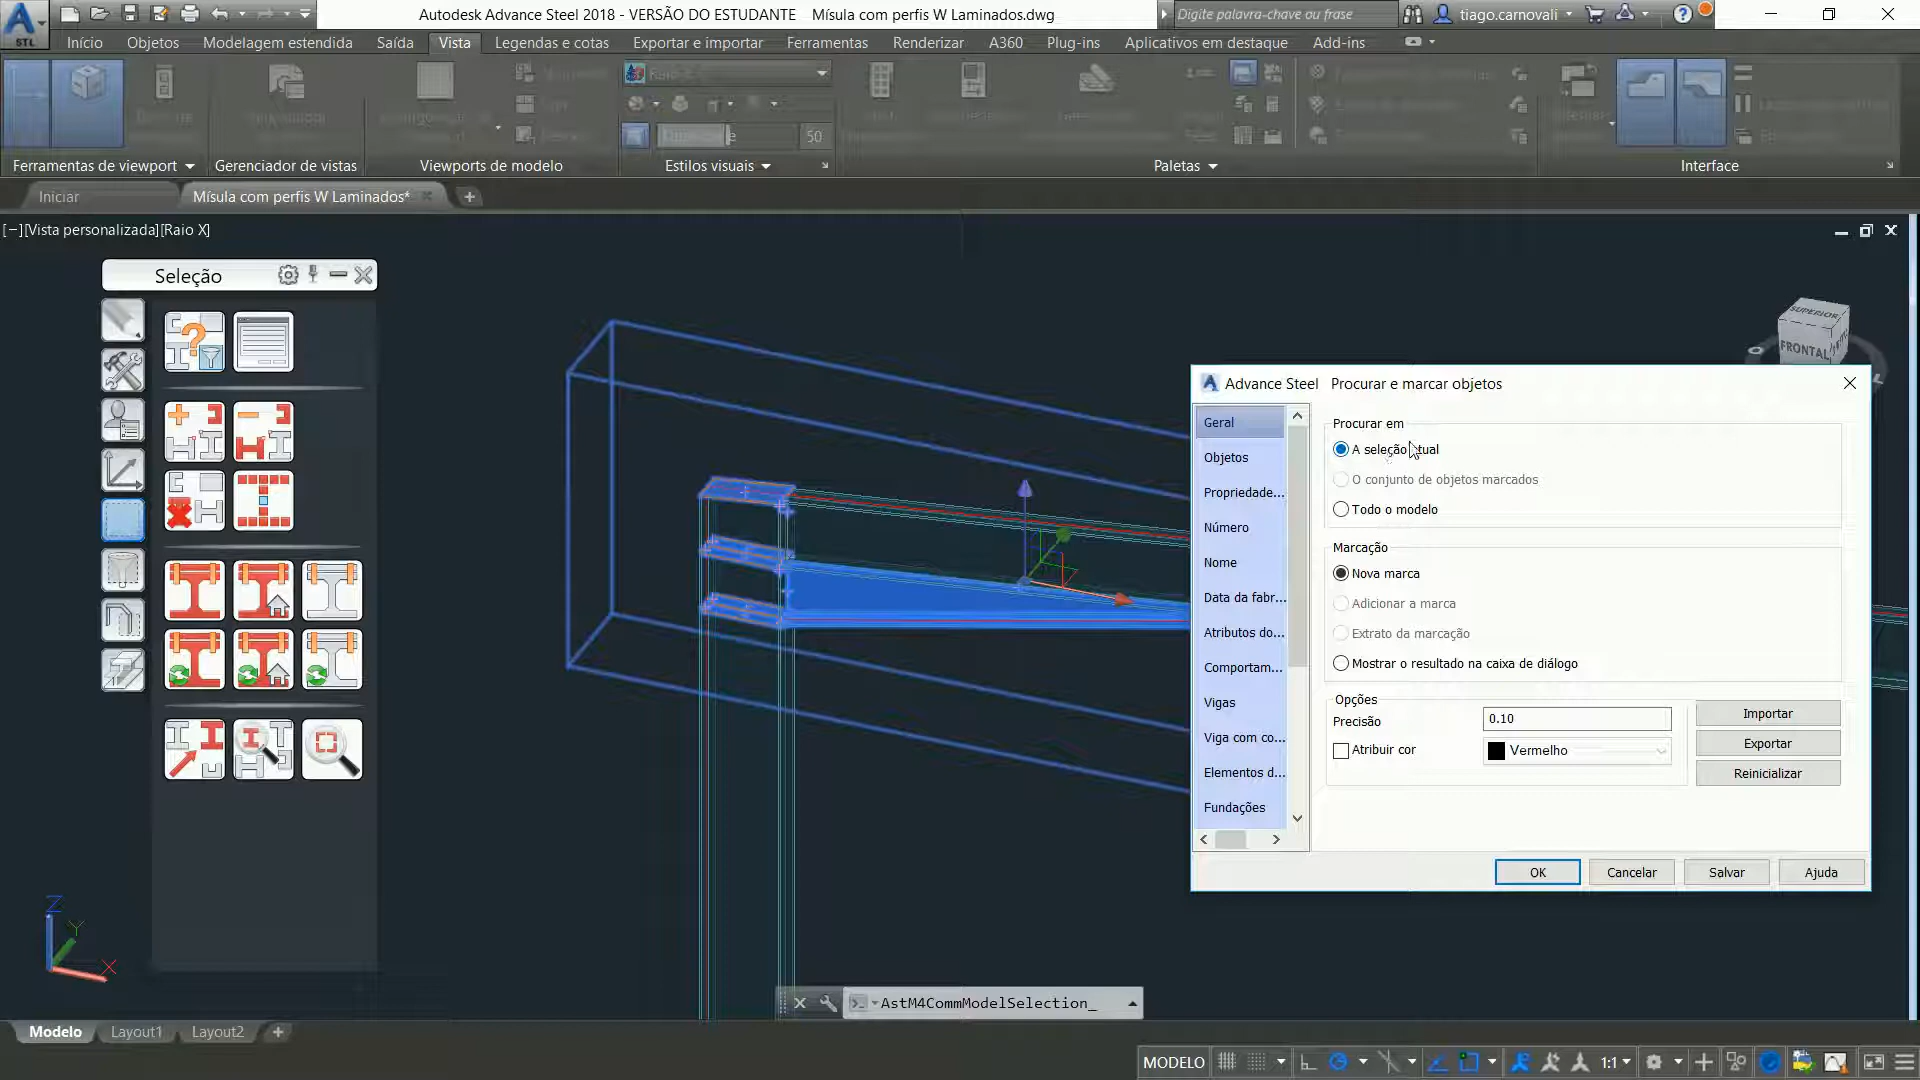 Autodesk Advance Steel 2018 - VERSÃO DO ESTUDANTE Mísula com perfis W Laminados.dwg
Digite palavra-chave ou frase
tiago.carnovali
STL
Início Objetos Modelagem estendida Saída Vista Legendas e cotas Exportar e importar Ferramentas Renderizar A360 Plug-ins Aplicativos em destaque Add-ins
50
Ferramentas de viewport Gerenciador de vistas Viewports de modelo Estilos visuais Paletas Interface
Iniciar
Mísula com perfis W Laminados*
[−][Vista personalizada][Raio X]
Seleção
SUPERIOR
FRONTAL
Advance Steel Procurar e marcar objetos
Geral
Objetos
Propriedade...
Número
Nome
Data da fabr...
Atributos do...
Comportam...
Vigas
Viga com co...
Elementos d...
Fundações
Procurar em
A seleção atual
O conjunto de objetos marcados
Todo o modelo
Marcação
Nova marca
Adicionar a marca
Extrato da marcação
Mostrar o resultado na caixa de diálogo
Opções
Precisão
0.10
Atribuir cor
Vermelho
Importar
Exportar
Reinicializar
OK
Cancelar
Salvar
Ajuda
Z
Y
X
AstM4CommModelSelection_
Modelo
Layout1
Layout2
MODELO
1:1